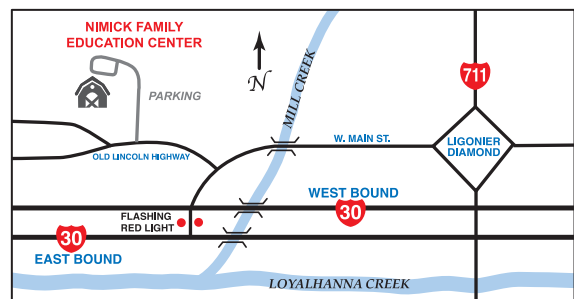 NIMICK FAMILY
EDUCATION CENTER
N
MILL CREEK
711
PARKING
OLD LINCOLN HIGHWAY
W. MAIN ST.
LIGONIER
DIAMOND
WEST BOUND
30
FLASHING
RED LIGHT
30
EAST BOUND
LOYALHANNA CREEK